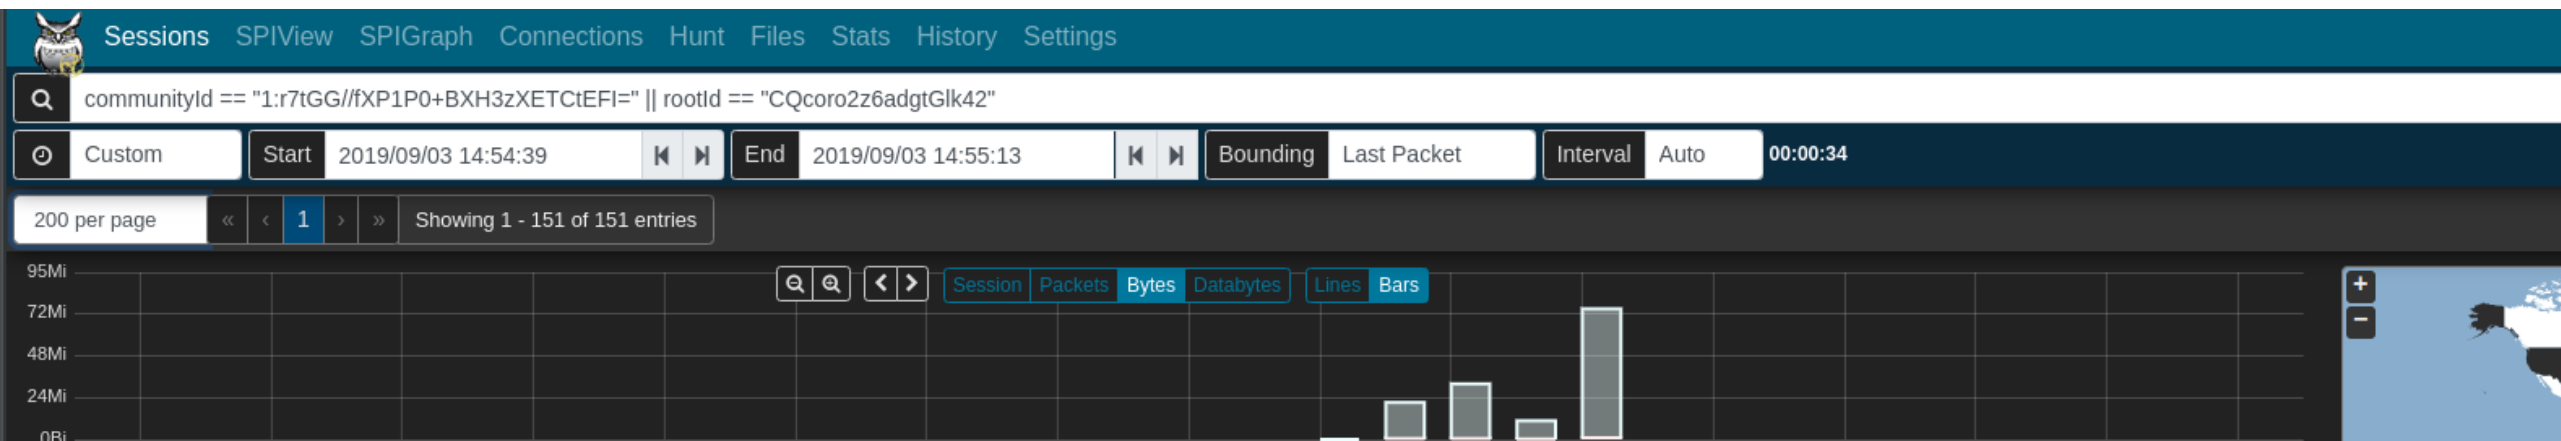 Sessions SPIView SPIGraph Connections Hunt Files Stats History Settings
communityId == "1:r7tGG//fXP1P0+BXH3zXETCtEFI=" || rootId == "CQcoro2z6adgtGlk42"
Custom Start 2019/09/03 14:54:39 End 2019/09/03 14:55:13 Bounding Last Packet Interval Auto 00:00:34
200 per page « ‹ 1 › » Showing 1 - 151 of 151 entries
95Mi
Session Packets Bytes Databytes Lines Bars
72Mi
48Mi
24Mi
0Bi
+
−